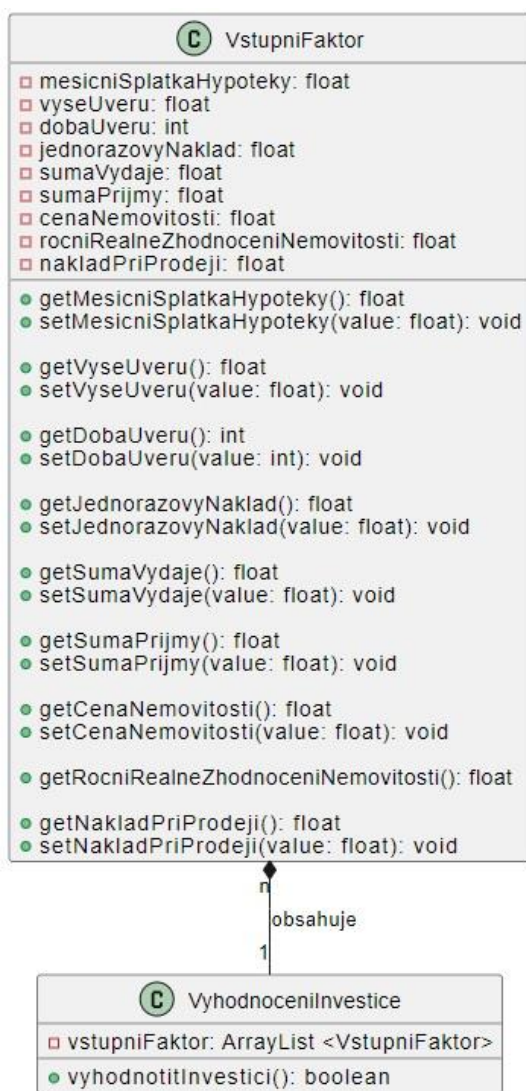 C VstupniFaktor
mesicniSplatkaHypoteky: float
vyseUveru: float
dobaUveru: int
jednorazovyNaklad: float
sumaVydaje: float
sumaPrijmy: float
cenaNemovitosti: float
rocniRealneZhodnoceniNemovitosti: float
nakladPriProdeji: float
getMesicniSplatkaHypoteky(): float
setMesicniSplatkaHypoteky(value: float): void
getVyseUveru(): float
setVyseUveru(value: float): void
getDobaUveru(): int
setDobaUveru(value: int): void
getJednorazovyNaklad(): float
setJednorazovyNaklad(value: float): void
getSumaVydaje(): float
setSumaVydaje(value: float): void
getSumaPrijmy(): float
setSumaPrijmy(value: float): void
getCenaNemovitosti(): float
setCenaNemovitosti(value: float): void
getRocniRealneZhodnoceniNemovitosti(): float
getNakladPriProdeji(): float
setNakladPriProdeji(value: float): void
n
obsahuje
1
C VyhodnoceniInvestice
vstupniFaktor: ArrayList <VstupniFaktor>
vyhodnotitInvestici(): boolean